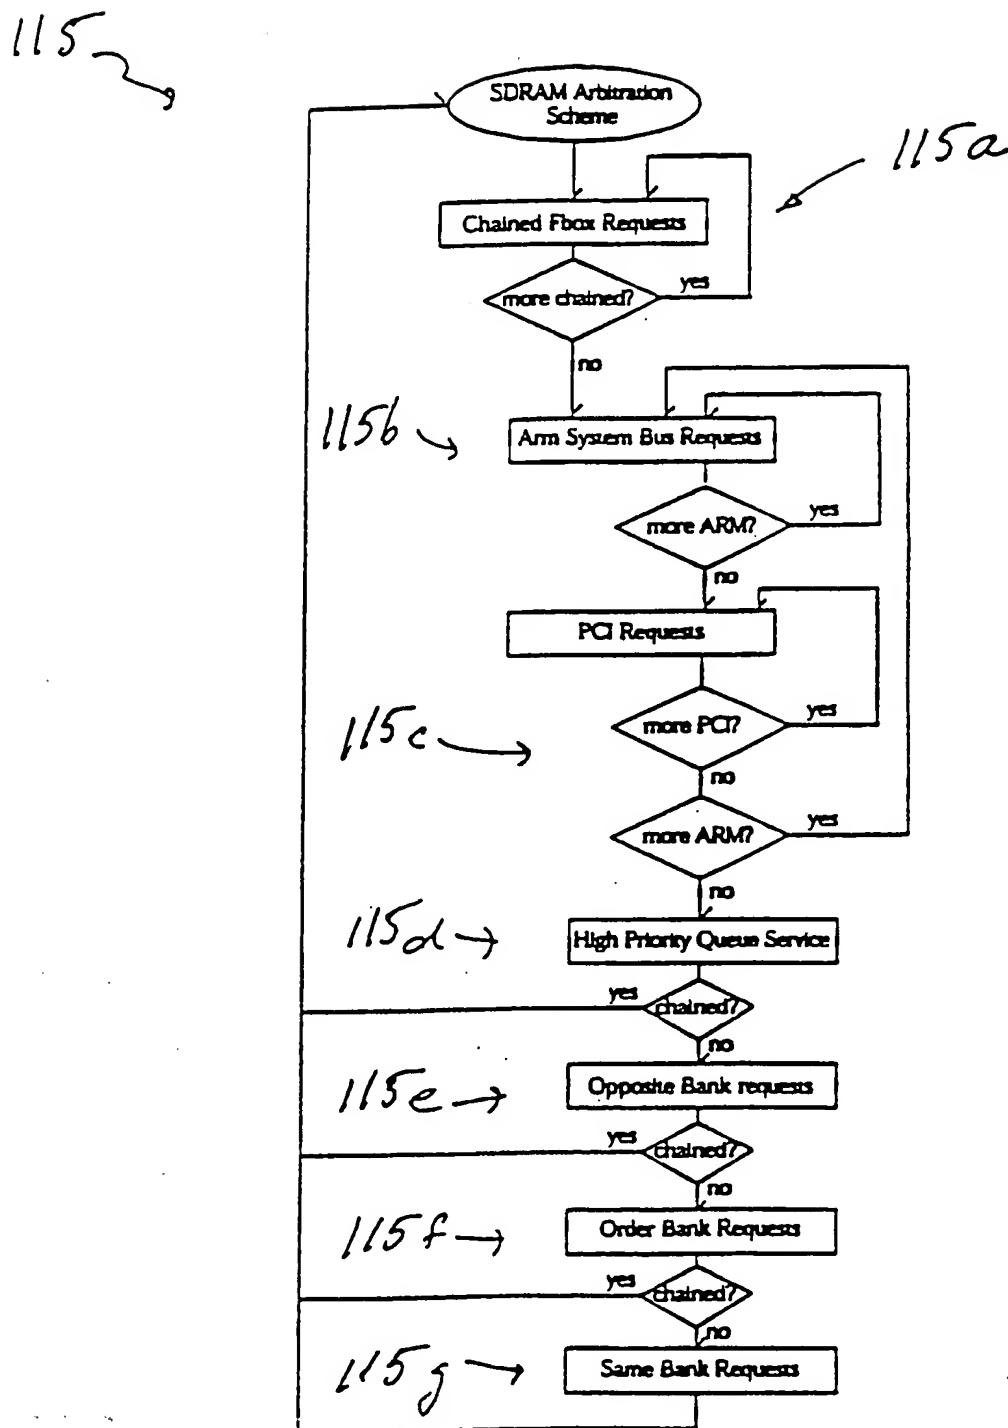 115
SDRAM Arbitration
Scheme
115a
Chained Fbox Requests
more chained?
yes
no
115b
Arm System Bus Requests
more ARM?
yes
no
PCI Requests
115c
more PCI?
yes
no
more ARM?
yes
no
115d
High Priority Queue Service
yes
chained?
no
115e
Opposite Bank requests
yes
chained?
no
115f
Order Bank Requests
yes
chained?
no
115g
Same Bank Requests